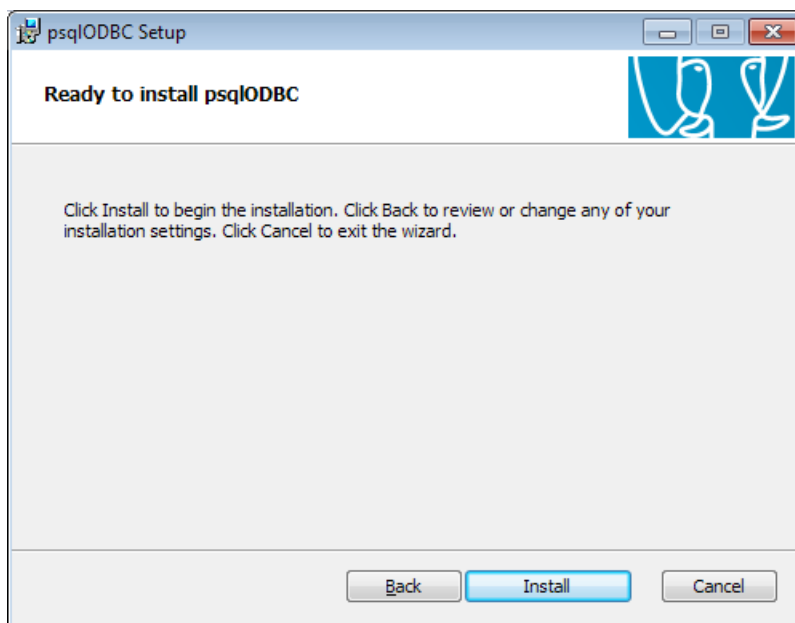 psqlODBC Setup
Ready to install psqlODBC
Click Install to begin the installation. Click Back to review or change any of your
installation settings. Click Cancel to exit the wizard.
Back
Install
Cancel